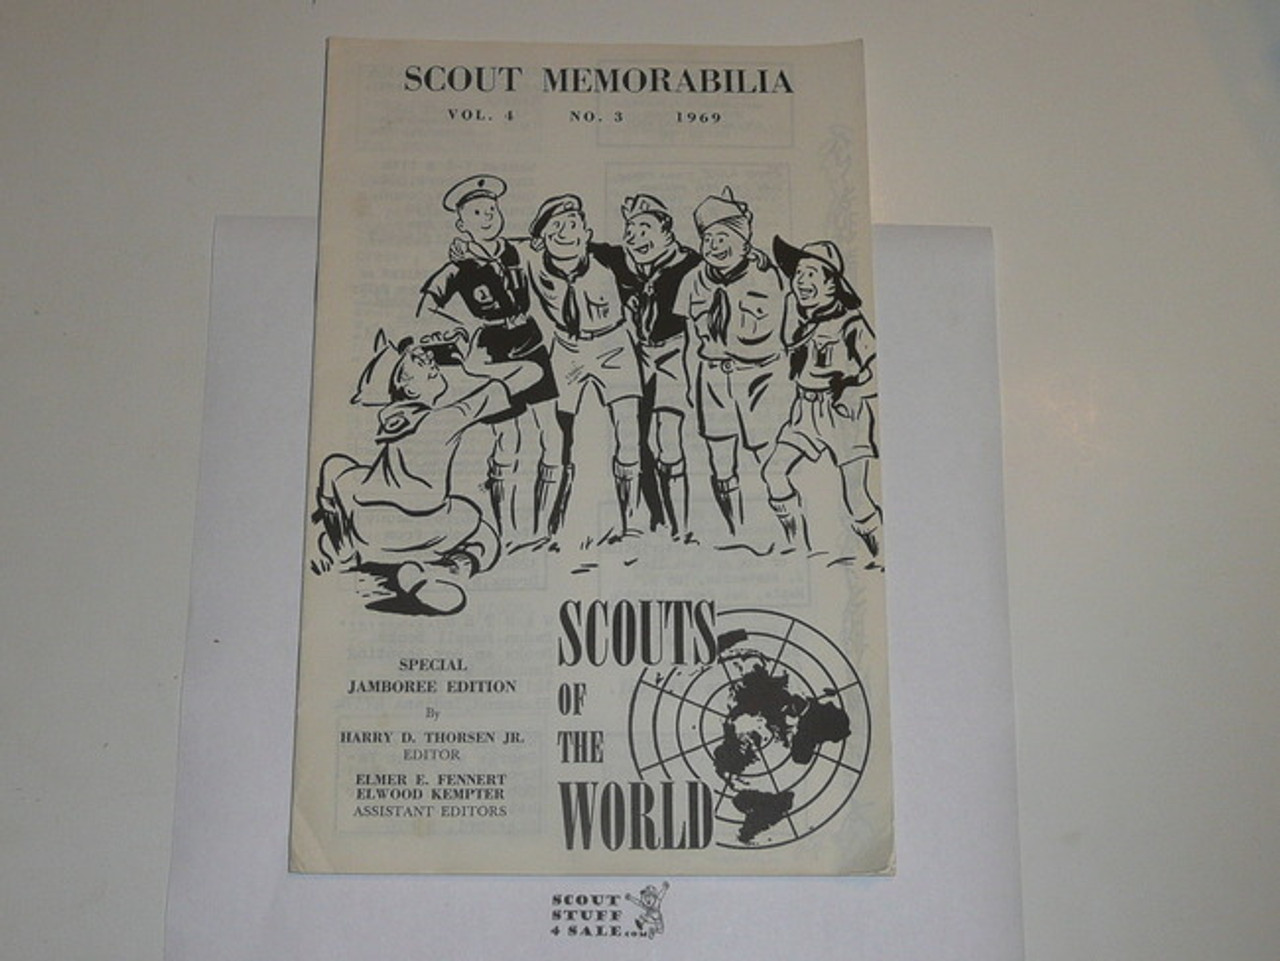 SCOUT MEMORABILIA
VOL. 4 NO. 3 1969
SPECIAL
JAMBOREE EDITION
By
HARRY D. THORSEN JR.
EDITOR
ELMER E. FENNERT
ELWOOD KEMPTER
ASSISTANT EDITORS
SCOUTS
OF
THE
WORLD
SCOUT
STUFF
4 SALE.COM